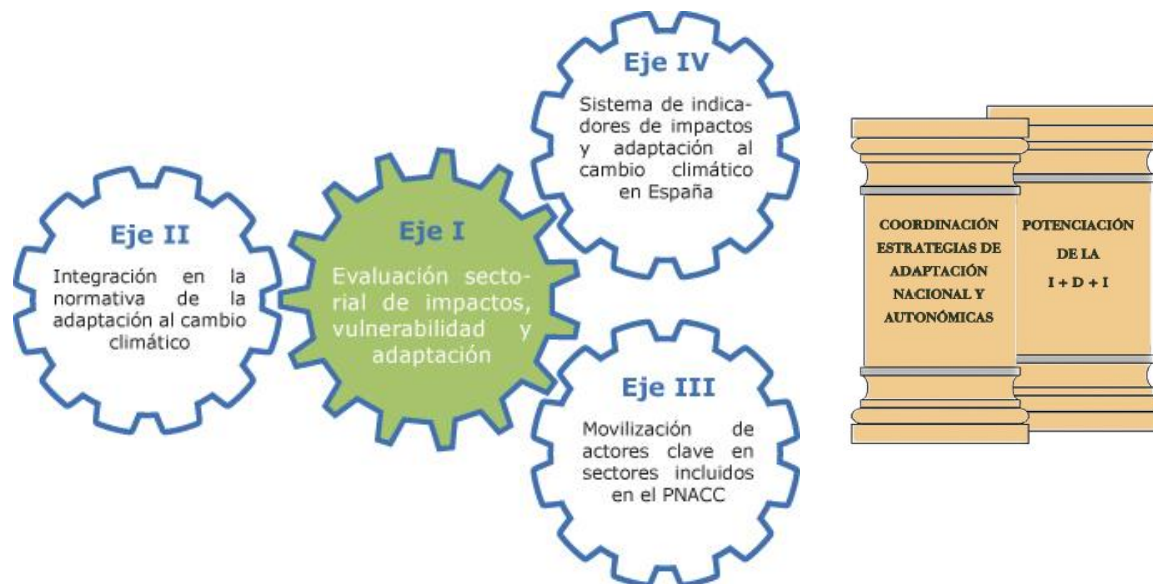 Eje II
Integración en la
normativa de la
adaptación al cambio
climático
Eje I
Evaluación secto-
rial de impactos,
vulnerabilidad y
adaptación
Eje IV
Sistema de indica-
dores de impactos
y adaptación al
cambio climático
en España
Eje III
Movilización de
actores clave en
sectores incluidos
en el PNACC
COORDINACIÓN
ESTRATEGIAS DE
ADAPTACIÓN
NACIONAL Y
AUTONÓMICAS
POTENCIACIÓN
DE LA
I + D + I